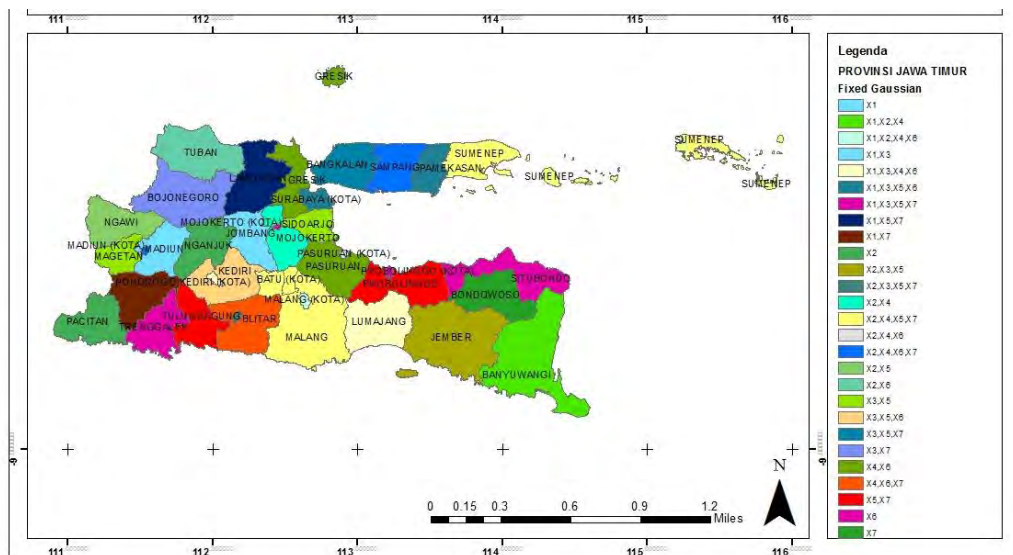 111 112 113 114 115 116
GRESIK
TUBAN
BANGKALAN
SAMPANG
PAMEKASAN
SUMENEP
SUMENEP
SUMENEP
SUMENEP
GRESIK
SURABAYA (KOTA)
BOJONEGORO
NGAWI
MOJOKERTO (KOTA)
SIDOARJO
JOMBANG
MOJOKERTO
MADIUN (KOTA)
MADIUN
NGANJUK
MAGETAN
PASURUAN (KOTA)
PASURUAN
KEDIRI
KEDIRI (KOTA)
BATU (KOTA)
PROBOLINGGO (KOTA)
SITUBONDO
BONDOWOSO
MALANG (KOTA)
PACITAN
TRENGGALEK
TULUNGAGUNG
BLITAR
MALANG
LUMAJANG
JEMBER
BANYUWANGI
-9
-9
N
0 0.15 0.3 0.6 0.9 1.2
Miles
111 112 113 114 115 116
Legenda
PROVINSI JAWA TIMUR
Fixed Gaussian
X1
X1,X2,X4
X1,X2,X4,X6
X1,X3
X1,X3,X4,X6
X1,X3,X5,X6
X1,X3,X5,X7
X1,X5,X7
X1,X7
X2
X2,X3,X5
X2,X3,X5,X7
X2,X4
X2,X4,X5,X7
X2,X4,X6
X2,X4,X6,X7
X2,X5
X2,X6
X3,X5
X3,X5,X6
X3,X5,X7
X3,X7
X4,X6
X4,X6,X7
X5,X7
X6
X7